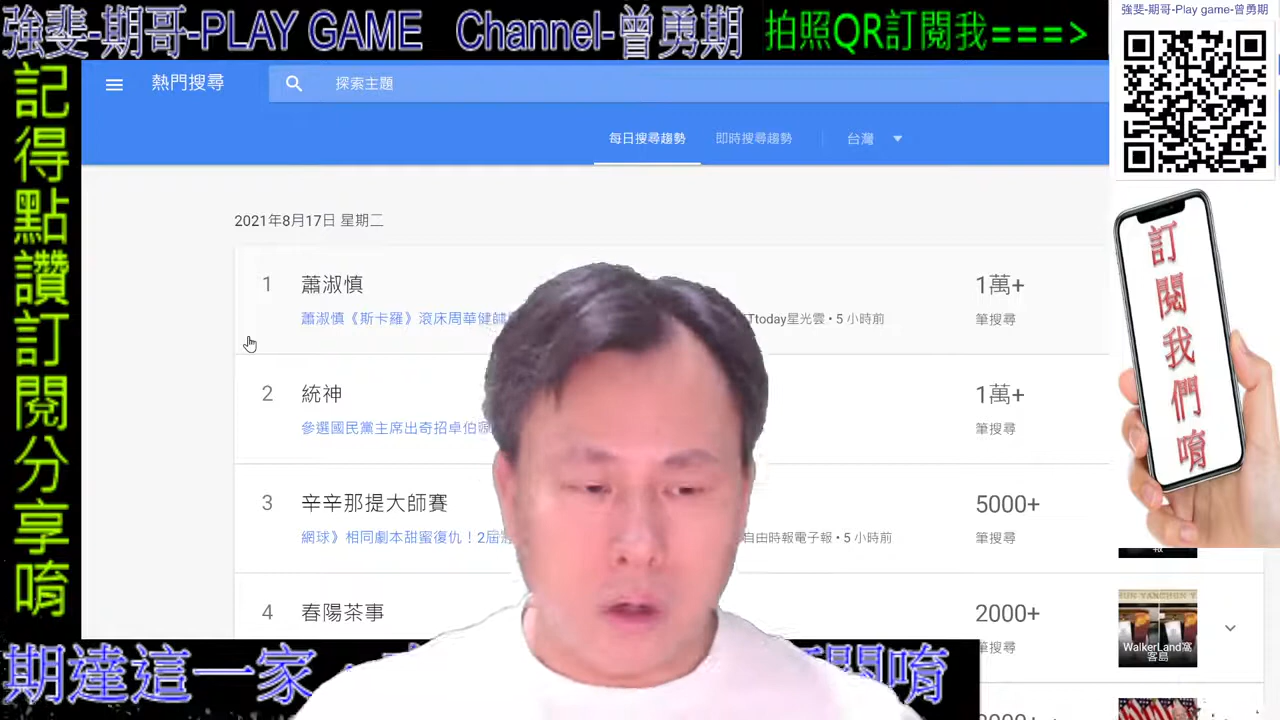 強斐-期哥-PLAY GAME Channel-曾勇期
拍照QR訂閱我===>
強斐-期哥-Play game-曾勇期
記得點讚訂閱分享唷
熱門搜尋
探索主題
每日搜尋趨勢
即時搜尋趨勢
台灣
2021年8月17日 星期二
1
蕭淑慎
1萬+
蕭淑慎《斯卡羅》滾床周華健
Ttoday星光雲 • 5 小時前
筆搜尋
2
統神
1萬+
參選國民黨主席出奇招卓伯源
筆搜尋
3
辛辛那提大師賽
5000+
網球》相同劇本甜蜜復仇!2屆
自由時報電子報 • 5 小時前
筆搜尋
4
春陽茶事
2000+
筆搜尋
訂閱我們唷
報
WalkerLand窩
客島
期達這一家
訂閱唷